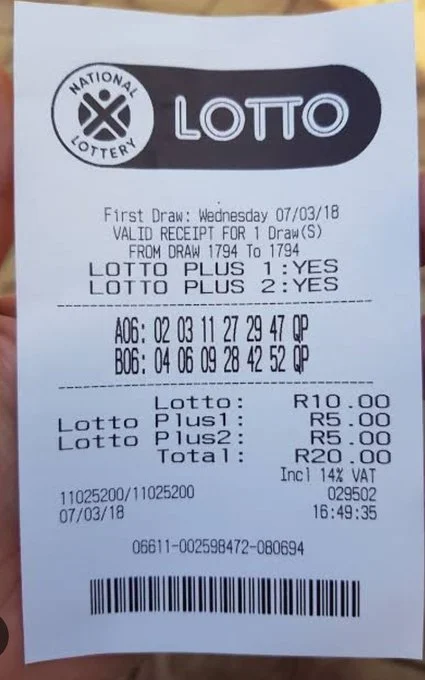 NATIONAL LOTTERY
LOTTO
First Draw: Wednesday 07/03/18
VALID RECEIPT FOR 1 Draw(S)
FROM DRAW 1794 To 1794
LOTTO PLUS 1:YES
LOTTO PLUS 2:YES
A06: 02 03 11 27 29 47 QP
B06: 04 06 09 28 42 52 QP
Lotto: R10.00
Lotto Plus1: R5.00
Lotto Plus2: R5.00
Total: R20.00
Incl 14% VAT
11025200/11025200 029502
07/03/18 16:49:35
06611-002598472-080694